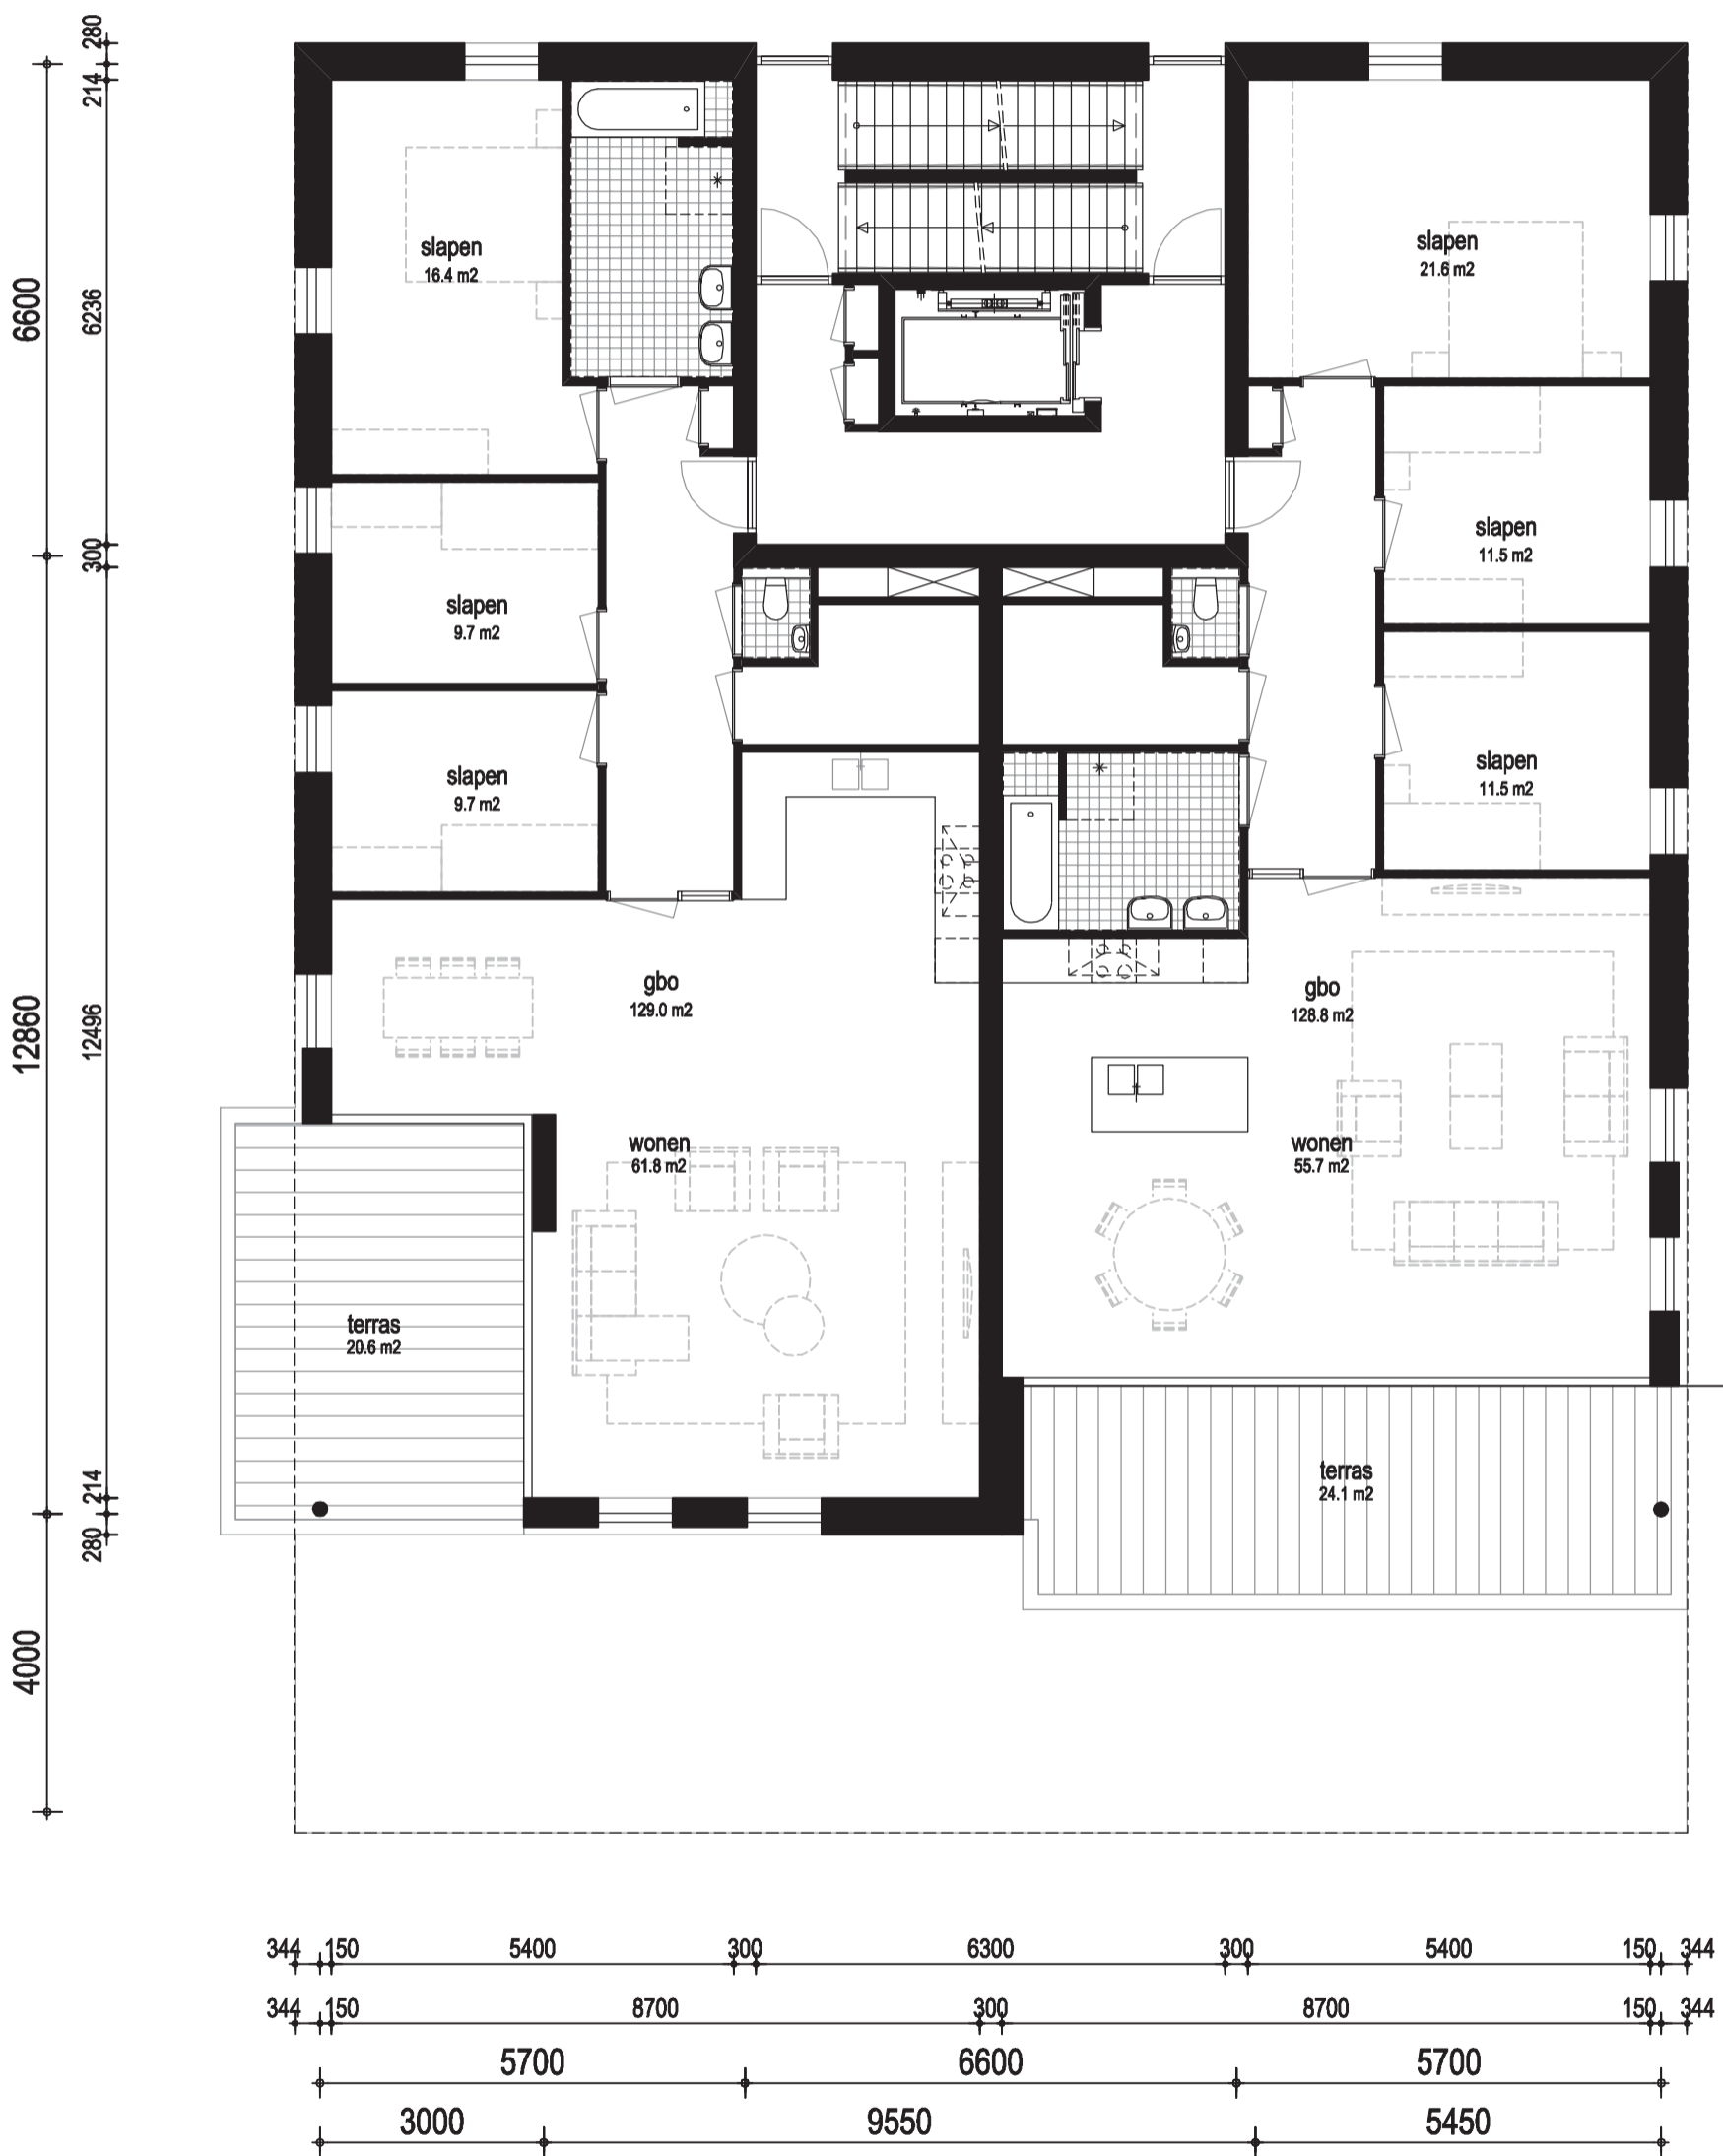 280
214
6600
6236
300
12860
12496
214
280
4000
slapen
16.4 m2
slapen
21.6 m2
slapen
9.7 m2
slapen
11.5 m2
slapen
9.7 m2
slapen
11.5 m2
gbo
129.0 m2
gbo
128.8 m2
wonen
61.8 m2
wonen
55.7 m2
terras
20.6 m2
terras
24.1 m2
344 150 5400 300 6300 300 5400 150 344
344 150 8700 300 8700 150 344
5700 6600 5700
3000 9550 5450